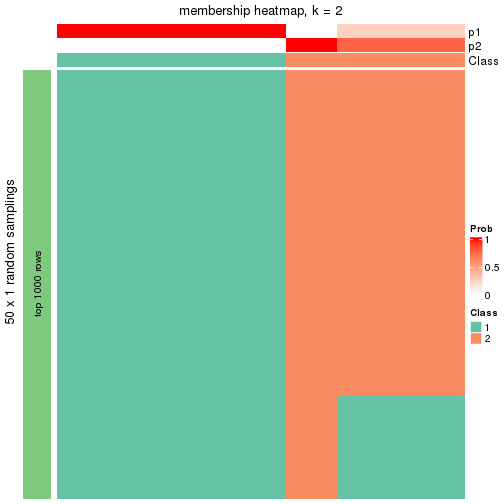 membership heatmap, k = 2
p1
p2
Class
50 x 1 random samplings
top 1000 rows
Prob
1
0.5
0
Class
1
2